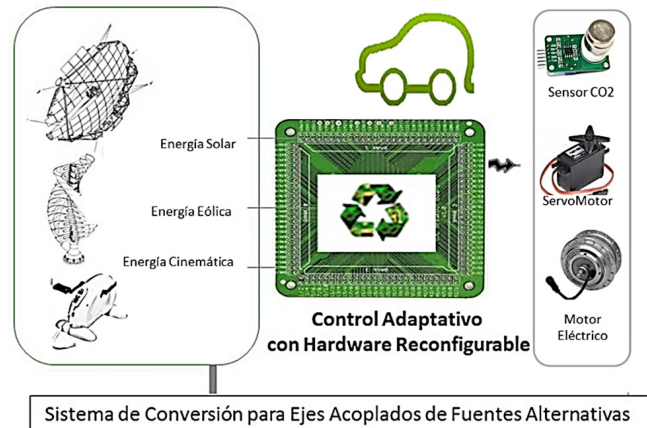 Energía Solar
Energía Eólica
Energía Cinemática
Control Adaptativo
con Hardware Reconfigurable
Sensor CO2
ServoMotor
Motor
Eléctrico
Sistema de Conversión para Ejes Acoplados de Fuentes Alternativas